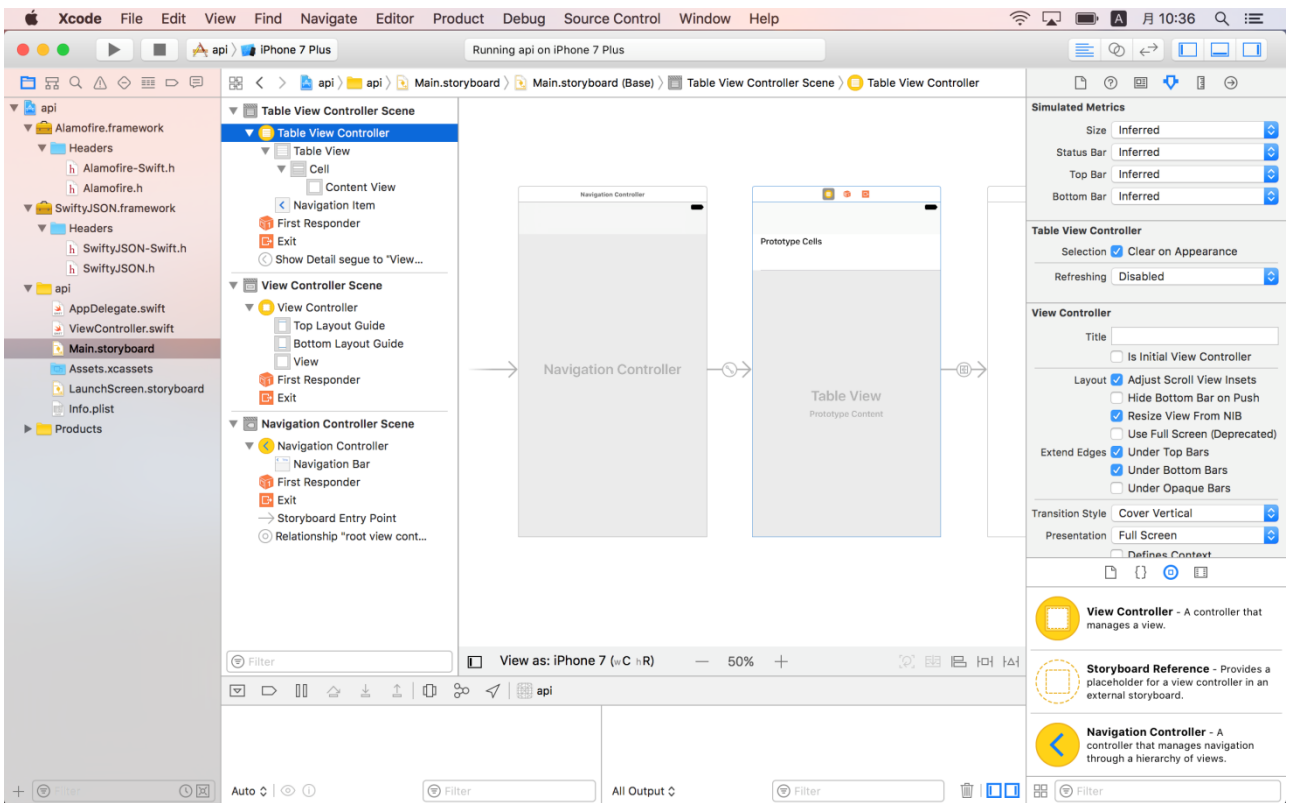 Xcode File Edit View Find Navigate Editor Product Debug Source Control Window Help A 月10:36
api iPhone 7 Plus Running api on iPhone 7 Plus
api api Main.storyboard Main.storyboard (Base) Table View Controller Scene Table View Controller
api
Alamofire.framework
Headers
h Alamofire-Swift.h
h Alamofire.h
SwiftyJSON.framework
Headers
h SwiftyJSON-Swift.h
h SwiftyJSON.h
api
AppDelegate.swift
ViewController.swift
Main.storyboard
Assets.xcassets
LaunchScreen.storyboard
Info.plist
Products
Filter
Table View Controller Scene
Table View Controller
Table View
Cell
Content View
Navigation Item
First Responder
Exit
Show Detail segue to "View...
View Controller Scene
View Controller
Top Layout Guide
Bottom Layout Guide
View
First Responder
Exit
Navigation Controller Scene
Navigation Controller
Navigation Bar
First Responder
Exit
Storyboard Entry Point
Relationship "root view cont...
Filter
Navigation Controller
Navigation Controller
Prototype Cells
Table View
Prototype Content
View as: iPhone 7 (wC hR) — 50% +
api
Auto
Filter
All Output
Filter
Simulated Metrics
Size Inferred
Status Bar Inferred
Top Bar Inferred
Bottom Bar Inferred
Table View Controller
Selection Clear on Appearance
Refreshing Disabled
View Controller
Title
Is Initial View Controller
Layout Adjust Scroll View Insets
Hide Bottom Bar on Push
Resize View From NIB
Use Full Screen (Deprecated)
Extend Edges Under Top Bars
Under Bottom Bars
Under Opaque Bars
Transition Style Cover Vertical
Presentation Full Screen
Defines Context
{}
View Controller - A controller that
manages a view.
Storyboard Reference - Provides a
placeholder for a view controller in an
external storyboard.
Navigation Controller - A
controller that manages navigation
through a hierarchy of views.
Filter